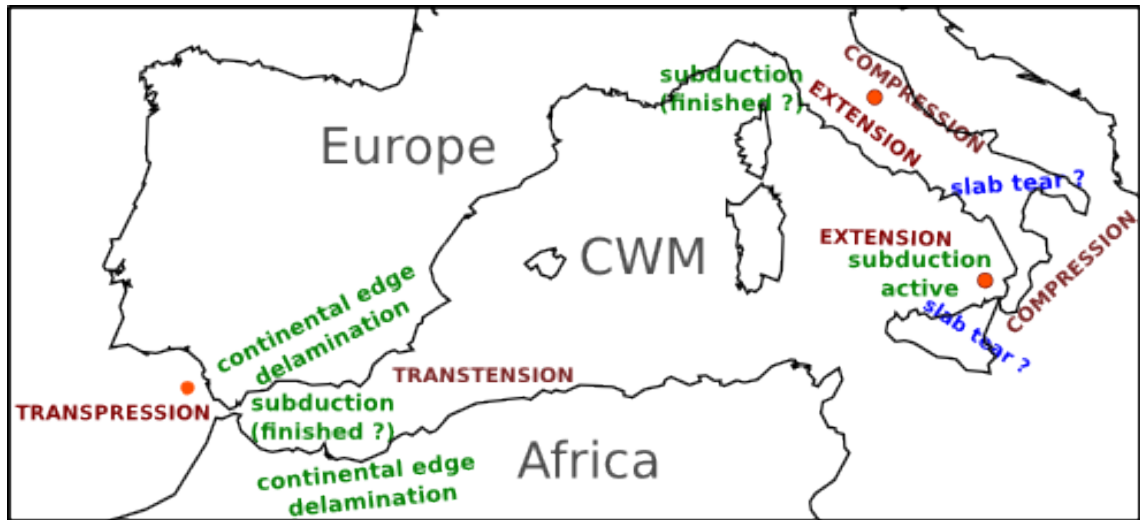 COMPRESSION
subduction
(finished ?)
EXTENSION
Europe
slab tear ?
EXTENSION
CWM
subduction
active
COMPRESSION
slab tear ?
continental edge
delamination
TRANSTENSION
TRANSPRESSION
subduction
(finished ?)
Africa
continental edge
delamination